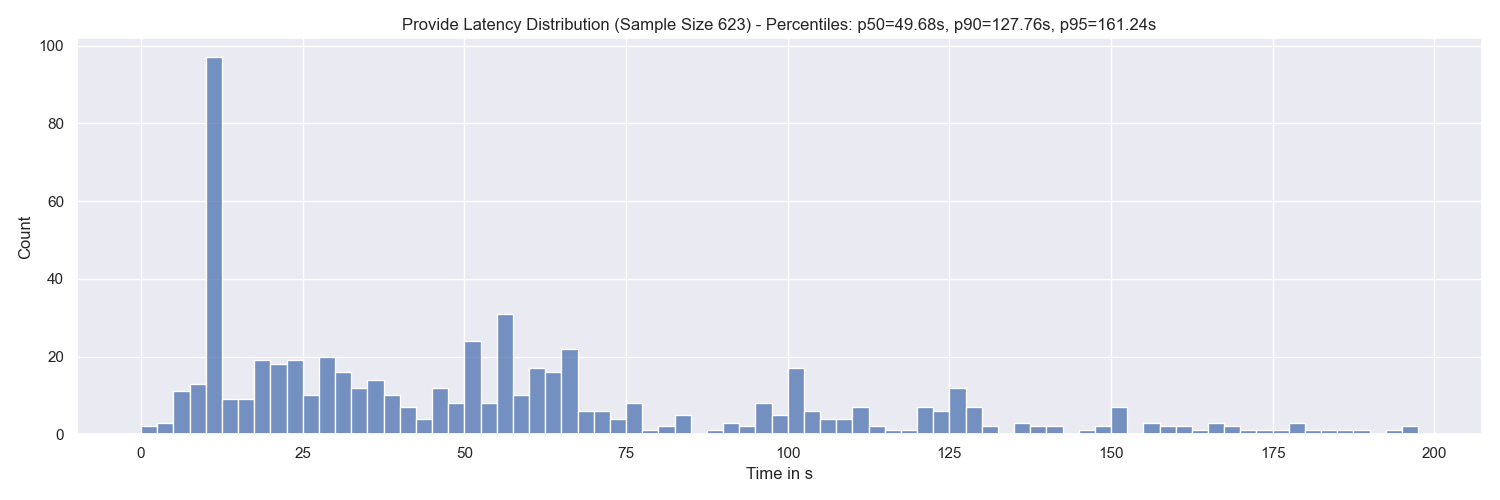 Provide Latency Distribution (Sample Size 623) - Percentiles: p50=49.68s, p90=127.76s, p95=161.24s
100
80
60
40
20
0
Count
0 25 50 75 100 125 150 175 200
Time in s